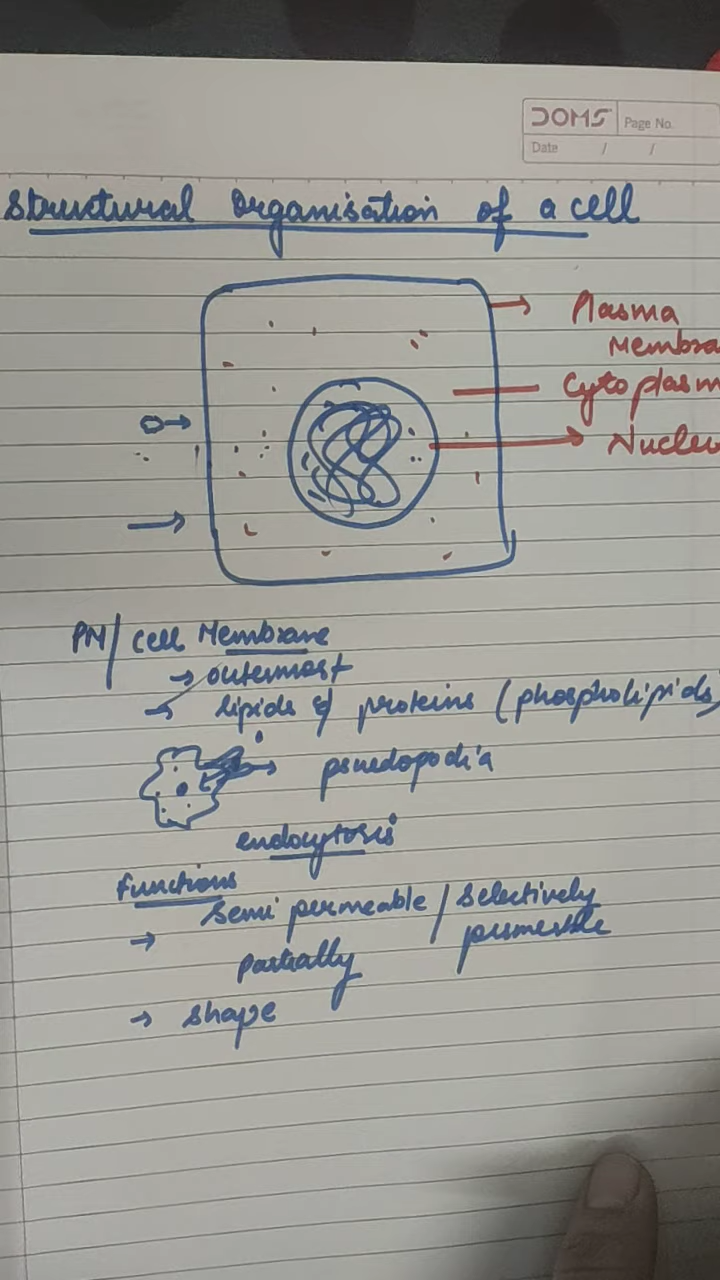 DOMS
Page No.
Date / /
Structural Organisation of a cell
Plasma
Membra
Cytoplasm
Nucleu
PM/ Cell Membrane
→ outermost
→ lipids & proteins (phospholipids)
→ psuedopodia
endocytosis
functions
→ Semi permeable / Selectively
partially permeable
→ shape